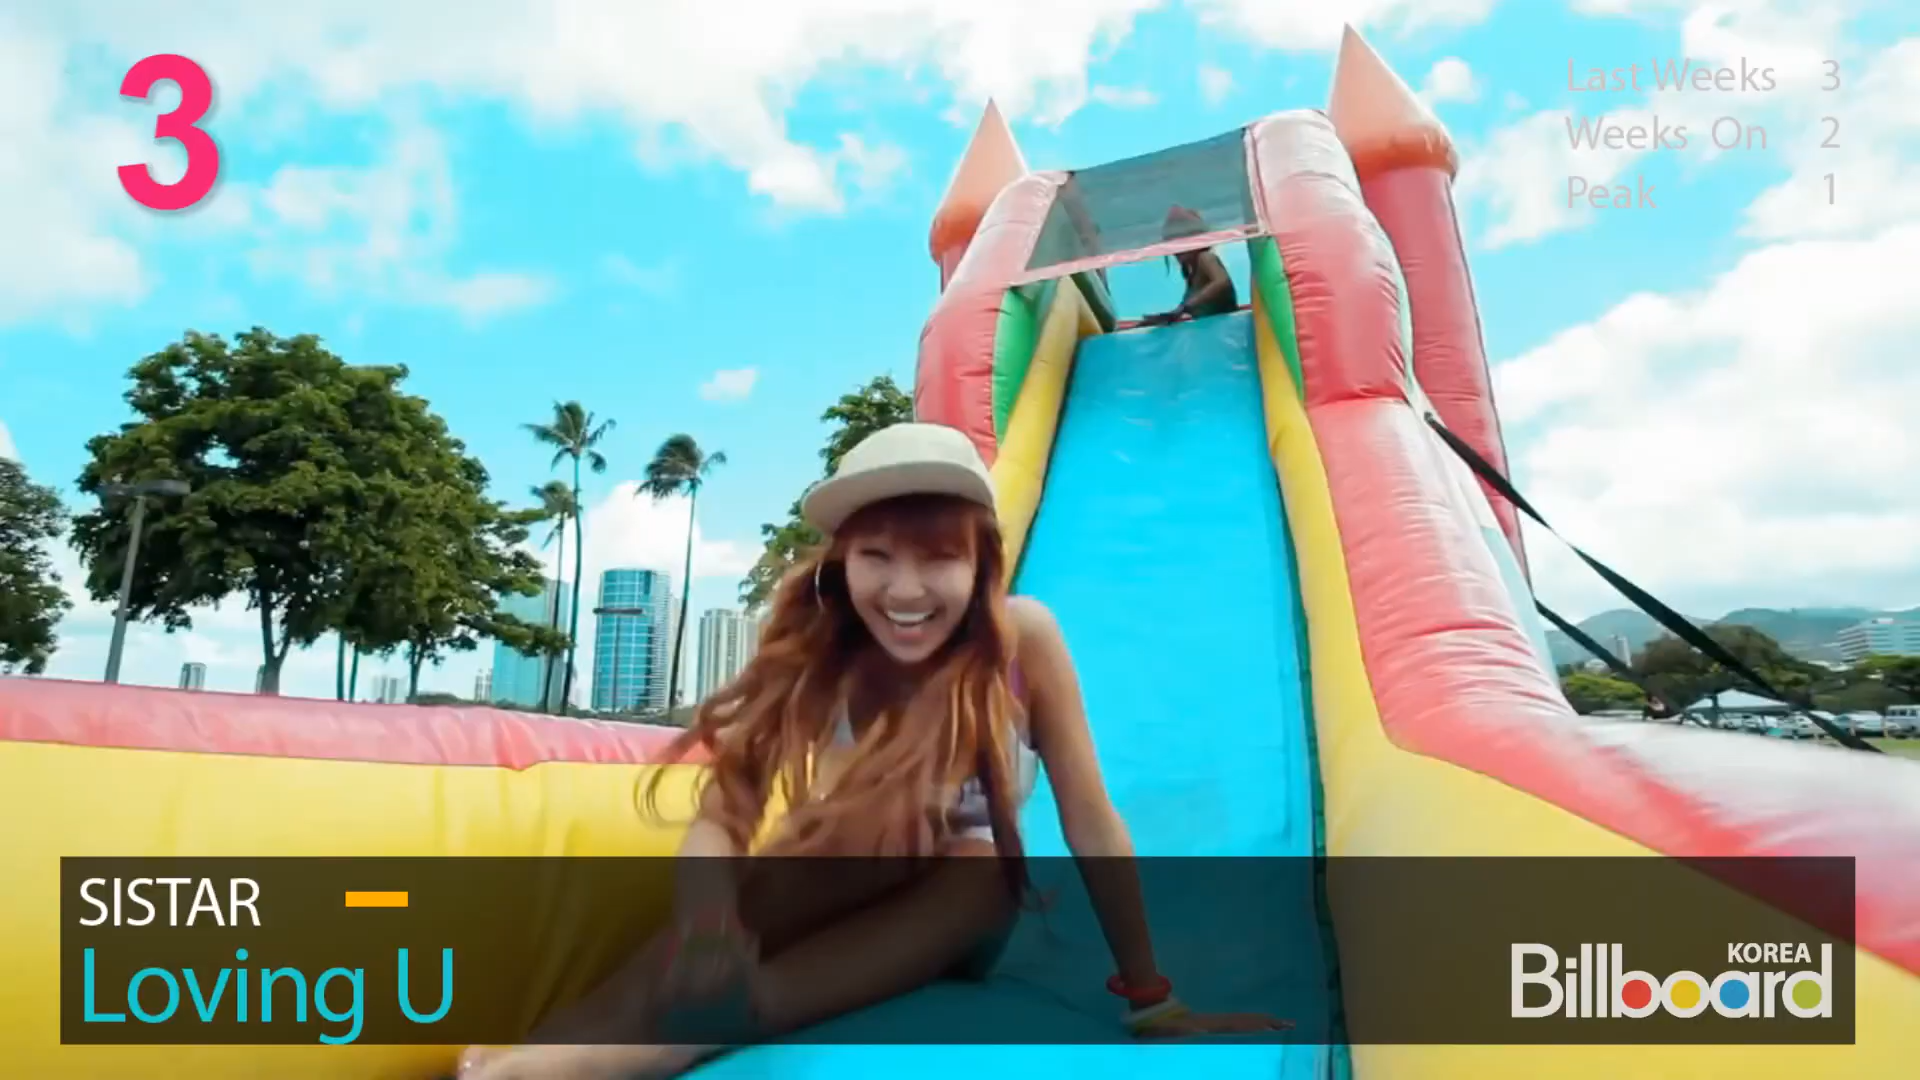 3
Last Weeks 3
Weeks On 2
Peak 1
SISTAR
Loving U
Billboard KOREA